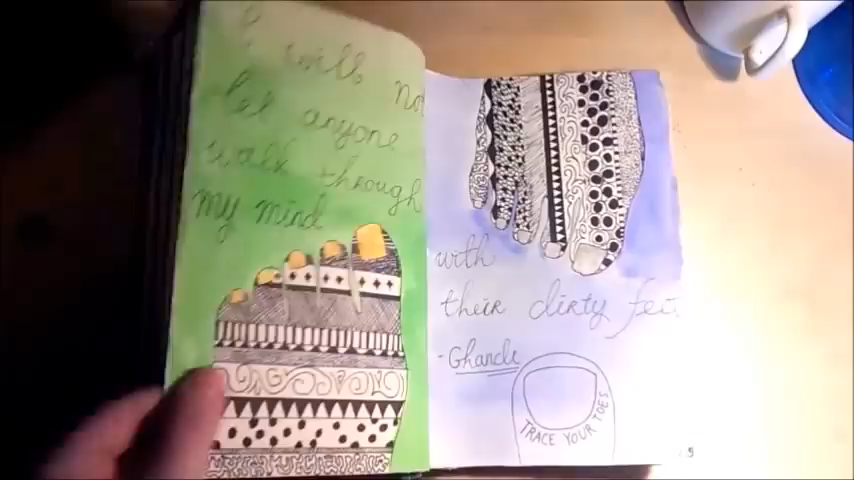 I will Not
let anyone
walk through
my mind
with
their dirty feet
- Ghandi
TRACE YOUR TOES